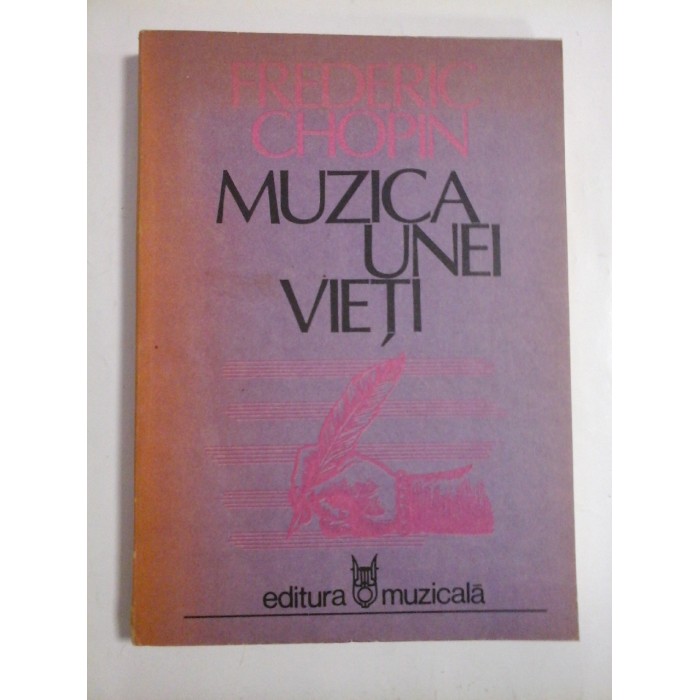 FREDERIC
CHOPIN
MUZICA
UNEI
VIEȚI
editura muzicală